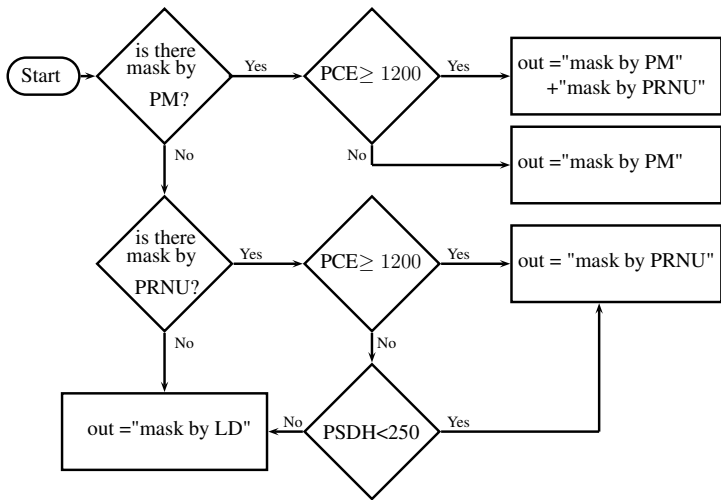 Start
is there
mask by
PM?
Yes
PCE≥ 1200
Yes
out ="mask by PM"
+"mask by PRNU"
No
No
out ="mask by PM"
is there
mask by
PRNU?
Yes
PCE≥ 1200
Yes
out = "mask by PRNU"
No
No
out ="mask by LD"
No
PSDH<250
Yes